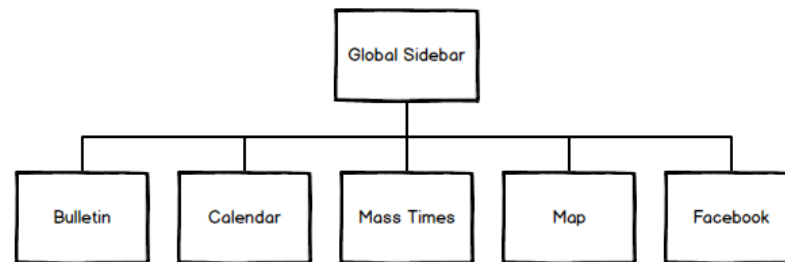 Global Sidebar
Bulletin
Calendar
Mass Times
Map
Facebook